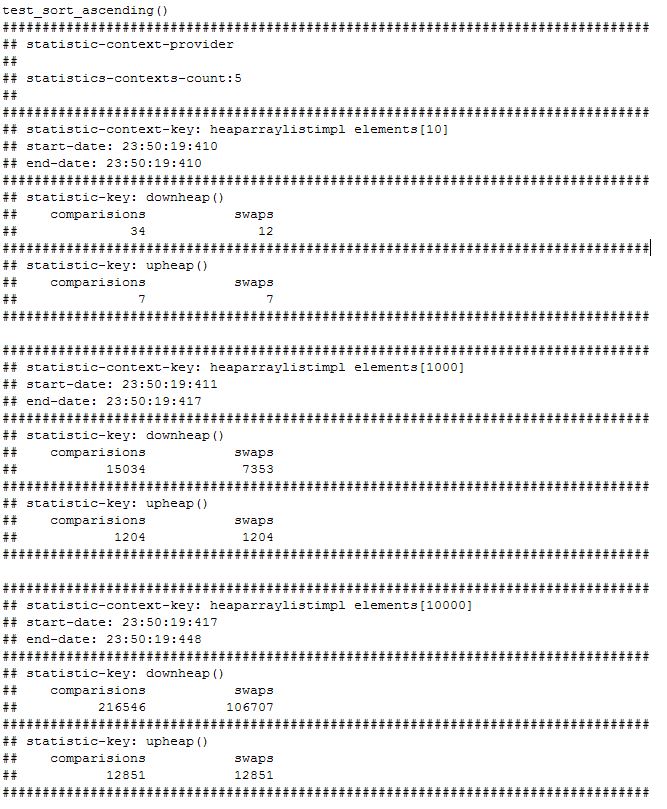 test_sort_ascending()
#################################################################################
## statistic-context-provider
##
## statistics-contexts-count:5
##
#################################################################################
## statistic-context-key: heaparraylistimpl elements[10]
## start-date: 23:50:19:410
## end-date: 23:50:19:410
#################################################################################
## statistic-key: downheap()
##    comparisions           swaps
##              34              12
#################################################################################
## statistic-key: upheap()
##    comparisions           swaps
##               7               7
#################################################################################

#################################################################################
## statistic-context-key: heaparraylistimpl elements[1000]
## start-date: 23:50:19:411
## end-date: 23:50:19:417
#################################################################################
## statistic-key: downheap()
##    comparisions           swaps
##           15034            7353
#################################################################################
## statistic-key: upheap()
##    comparisions           swaps
##            1204            1204
#################################################################################

#################################################################################
## statistic-context-key: heaparraylistimpl elements[10000]
## start-date: 23:50:19:417
## end-date: 23:50:19:448
#################################################################################
## statistic-key: downheap()
##    comparisions           swaps
##          216546          106707
#################################################################################
## statistic-key: upheap()
##    comparisions           swaps
##           12851           12851
#################################################################################